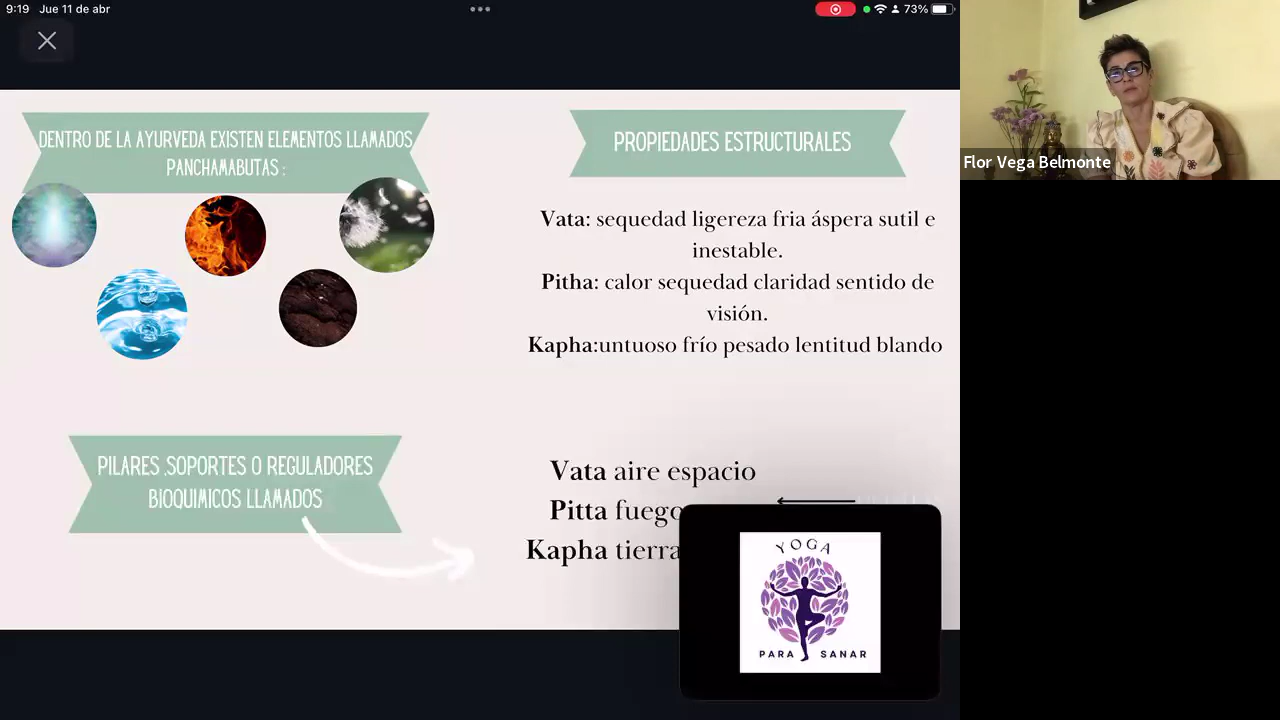 9:19 Jue 11 de abr
73%
DENTRO DE LA AYURVEDA EXISTEN ELEMENTOS LLAMADOS
PANCHAMABUTAS :
PROPIEDADES ESTRUCTURALES
Vata: sequedad ligereza fria áspera sutil e
inestable.
Pitha: calor sequedad claridad sentido de
visión.
Kapha:untuoso frío pesado lentitud blando
PILARES ,SOPORTES O REGULADORES
BIOQUIMICOS LLAMADOS
Vata aire espacio
Pitta fuego
Kapha tierra
YOGA
PARA SANAR
Flor Vega Belmonte